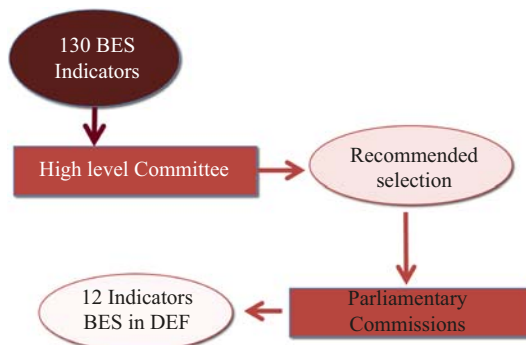 130 BES
Indicators
High level Committee
Recommended
selection
Parliamentary
Commissions
12 Indicators
BES in DEF